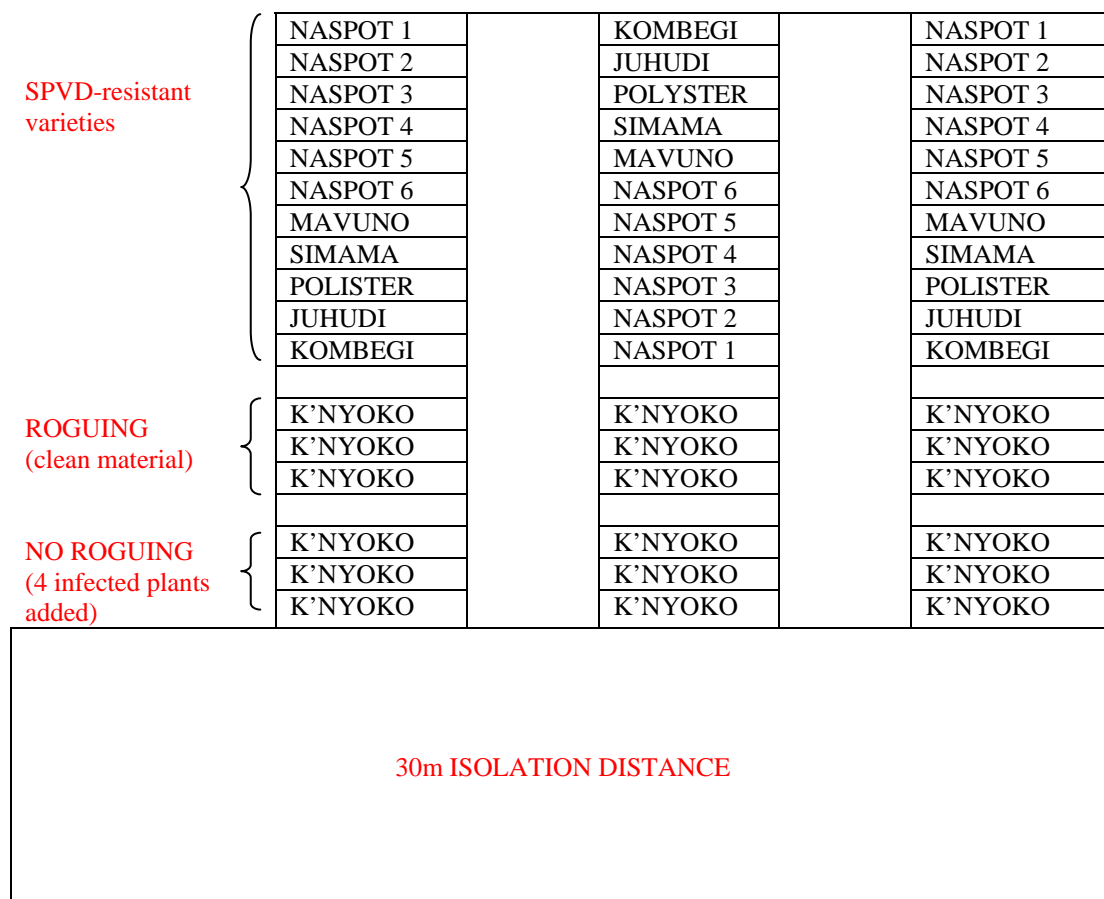 NASPOT 1 KOMBEGI NASPOT 1
NASPOT 2 JUHUDI NASPOT 2
SPVD-resistant NASPOT 3 POLYSTER NASPOT 3
varieties NASPOT 4 SIMAMA NASPOT 4
NASPOT 5 MAVUNO NASPOT 5
NASPOT 6 NASPOT 6 NASPOT 6
MAVUNO NASPOT 5 MAVUNO
SIMAMA NASPOT 4 SIMAMA
POLISTER NASPOT 3 POLISTER
JUHUDI NASPOT 2 JUHUDI
KOMBEGI NASPOT 1 KOMBEGI
ROGUING K’NYOKO K’NYOKO K’NYOKO
(clean material) K’NYOKO K’NYOKO K’NYOKO
K’NYOKO K’NYOKO K’NYOKO
NO ROGUING K’NYOKO K’NYOKO K’NYOKO
(4 infected plants K’NYOKO K’NYOKO K’NYOKO
added) K’NYOKO K’NYOKO K’NYOKO
30m ISOLATION DISTANCE